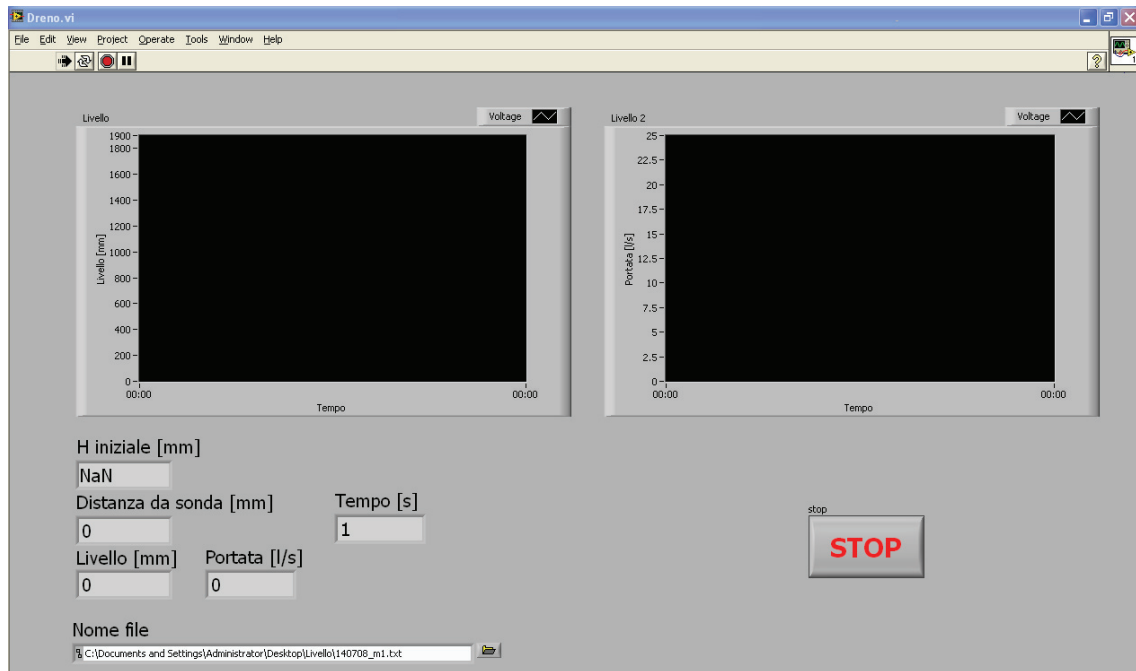 Dreno.vi
File Edit View Project Operate Tools Window Help
1
Livello
Voltage
1900
1800
1600
1400
1200
1000
800
600
400
200
0
Livello [mm]
00:00
00:00
Tempo
Livello 2
Voltage
25
22.5
20
17.5
15
12.5
10
7.5
5
2.5
0
Portata [l/s]
00:00
00:00
Tempo
H iniziale [mm]
NaN
Distanza da sonda [mm]
0
Tempo [s]
1
Livello [mm]
0
Portata [l/s]
0
stop
STOP
Nome file
C:\Documents and Settings\Administrator\Desktop\Livello\140708_m1.txt